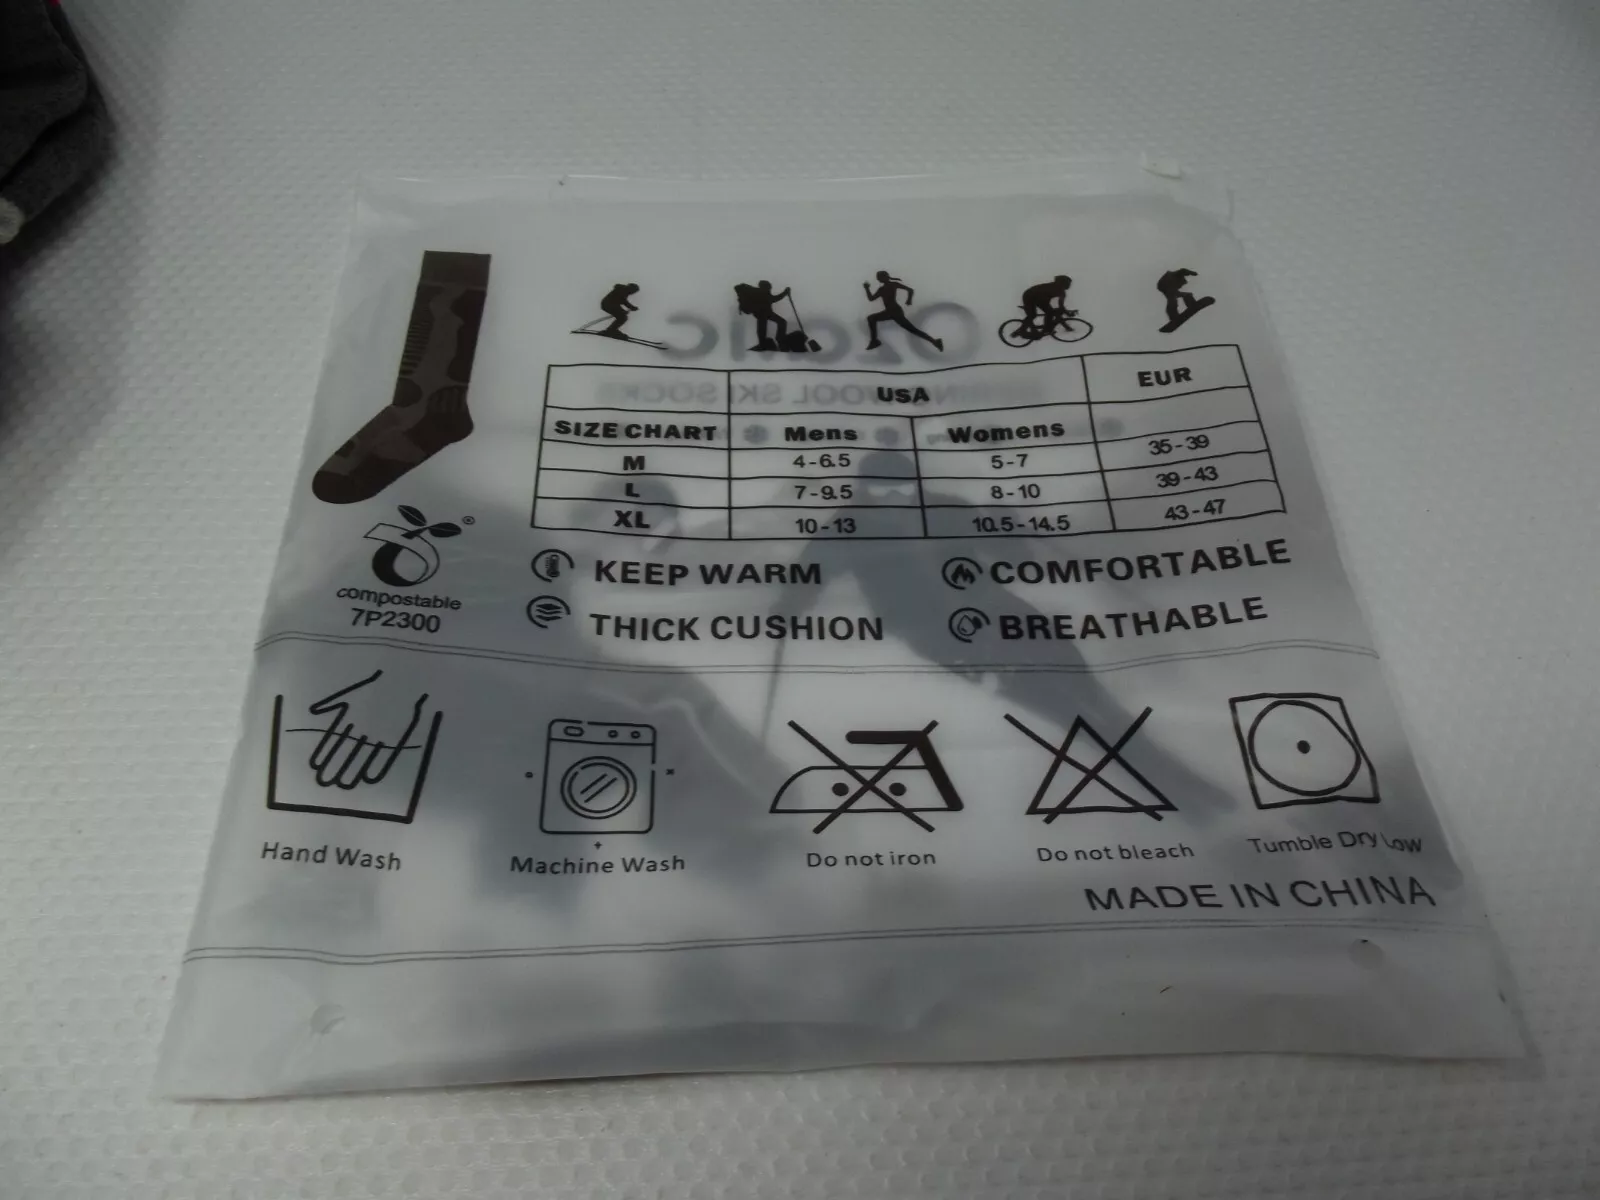 USA EUR
SIZE CHART Mens Womens
M 4-6.5 5-7 35-39
L 7-9.5 8-10 39-43
XL 10-13 10.5-14.5 43-47
KEEP WARM COMFORTABLE
THICK CUSHION BREATHABLE
®
compostable
7P2300
Hand Wash Machine Wash Do not iron Do not bleach Tumble Dry Low
MADE IN CHINA